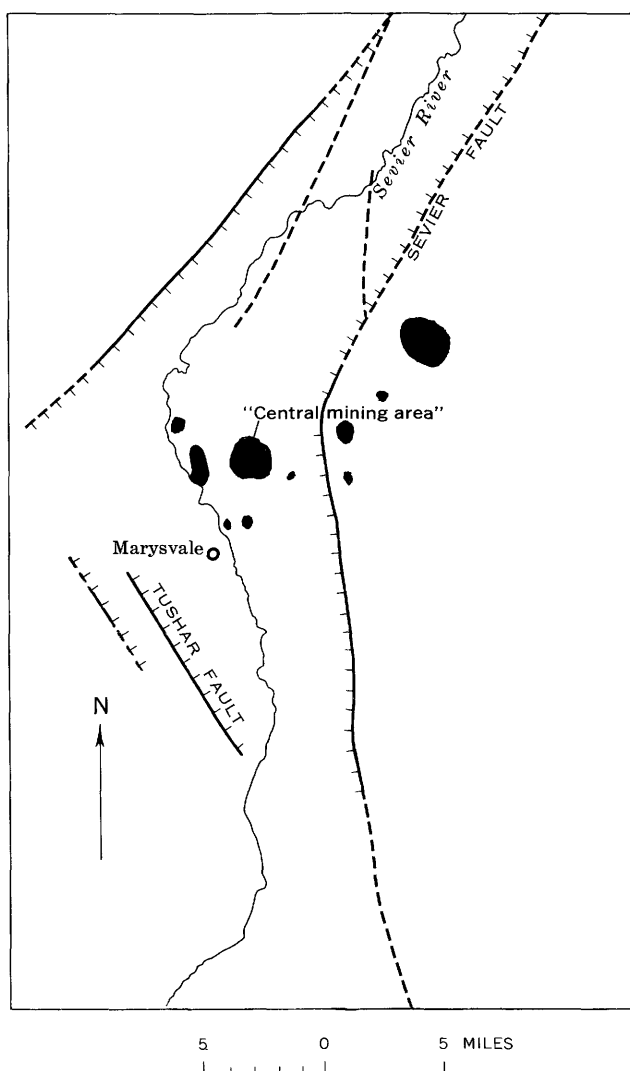 Sevier River
SEVIER FAULT
"Central mining area"
Marysvale
TUSHAR FAULT
N
5 0 5 MILES